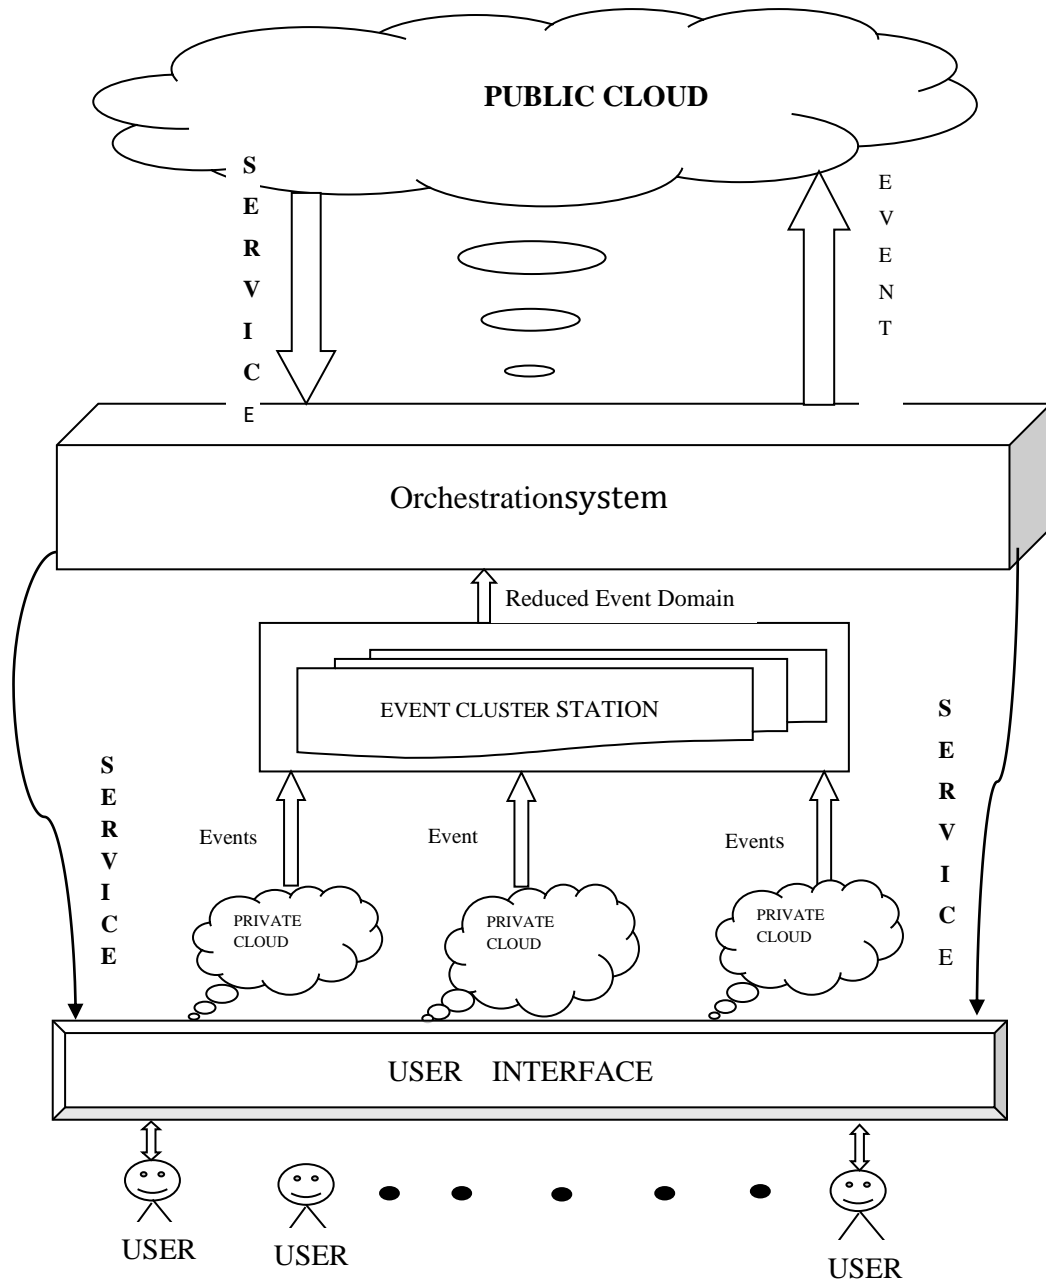 PUBLIC CLOUD
S
E
R
V
I
C
E
E
V
E
N
T
Orchestrationsystem
Reduced Event Domain
EVENT CLUSTER STATION
S
E
R
V
I
C
E
S
E
R
V
I
C
E
Events
Event
Events
PRIVATE
CLOUD
PRIVATE
CLOUD
PRIVATE
CLOUD
USER INTERFACE
USER
USER
USER